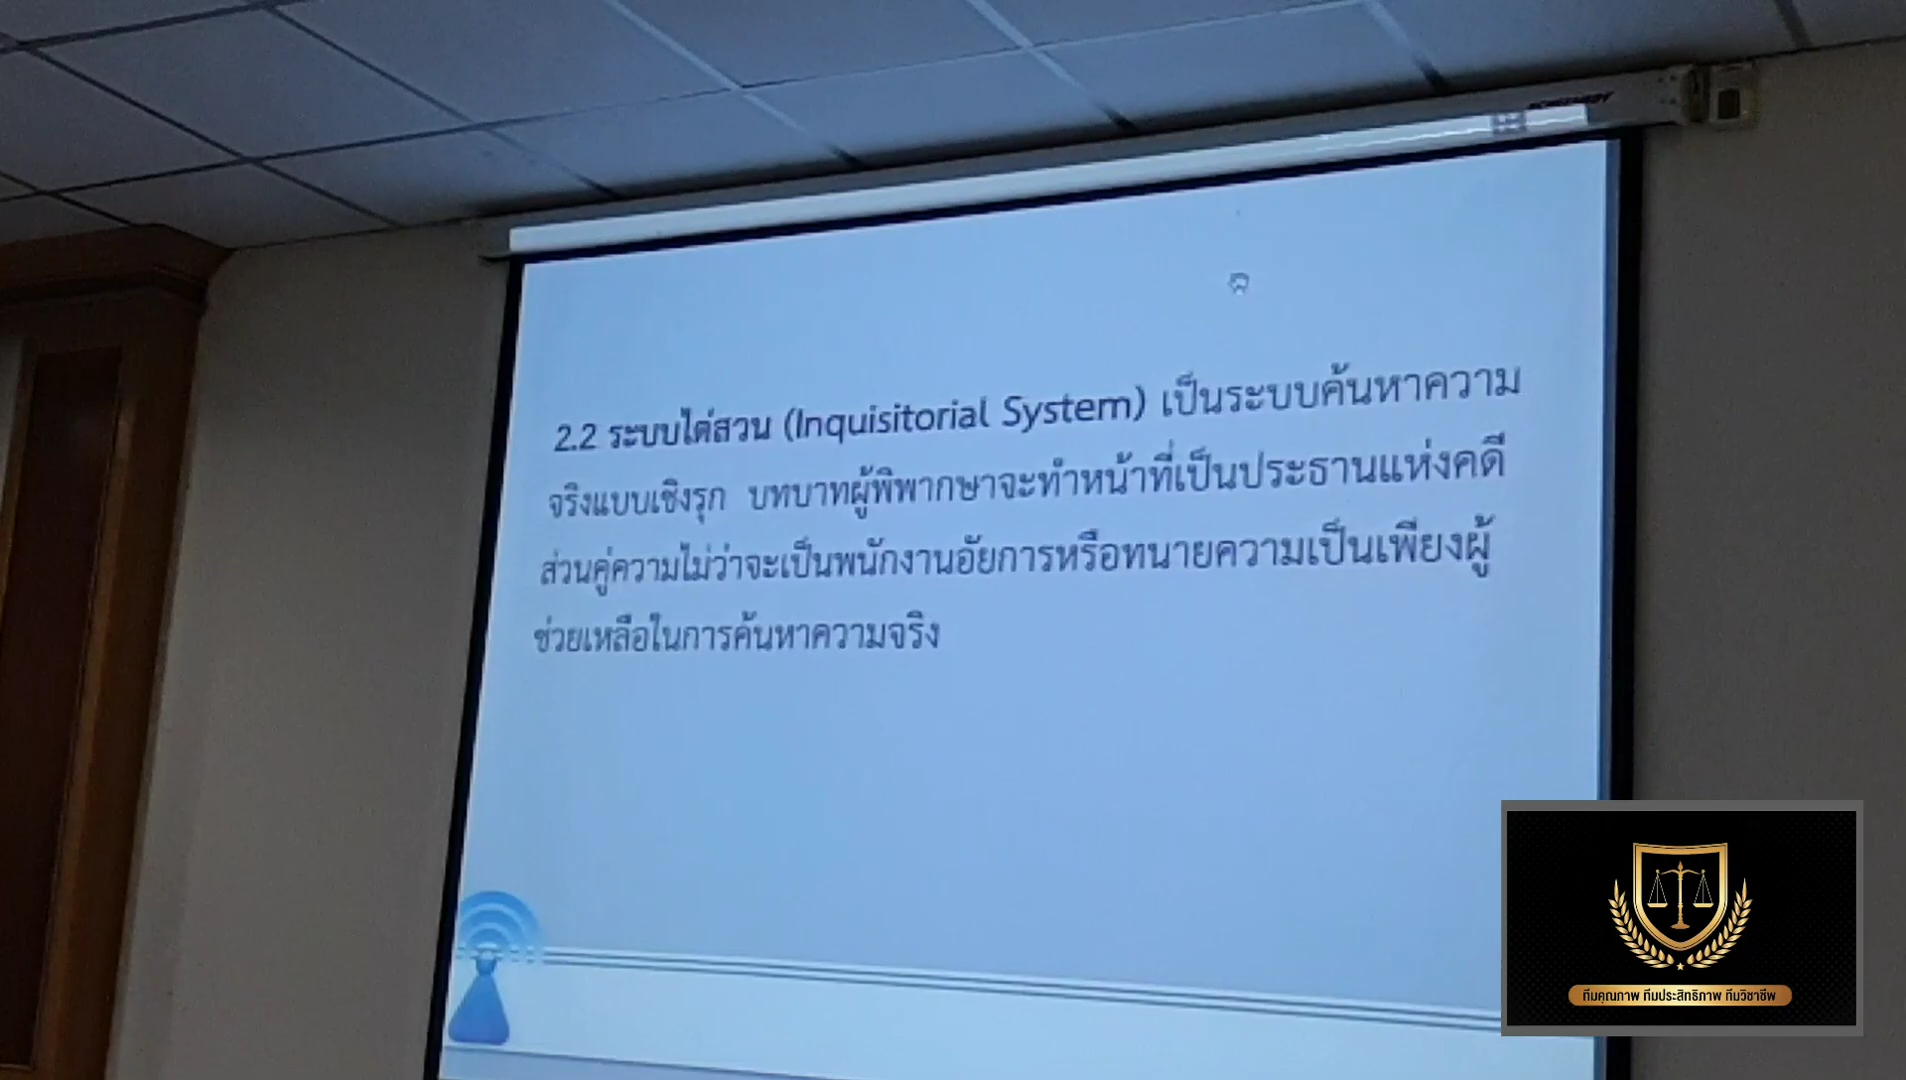 2.2 ระบบไต่สวน (Inquisitorial System) เป็นระบบค้นหาความ
จริงแบบเชิงรุก บทบาทผู้พิพากษาจะทำหน้าที่เป็นประธานแห่งคดี
ส่วนคู่ความไม่ว่าจะเป็นพนักงานอัยการหรือทนายความเป็นเพียงผู้
ช่วยเหลือในการค้นหาความจริง
ทีมคุณภาพ ทีมประสิทธิภาพ ทีมวิชาชีพ